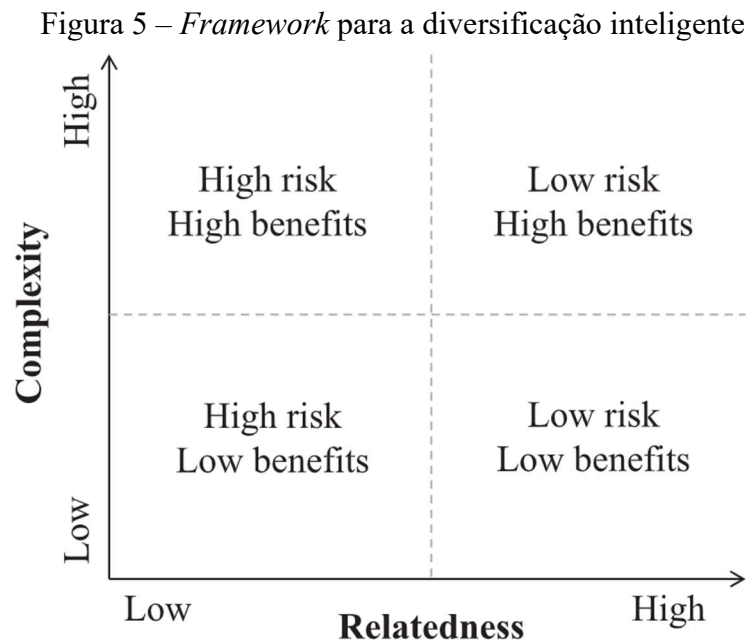 Figura 5 – Framework para a diversificação inteligente
High
High risk
High benefits
Low risk
High benefits
Complexity
High risk
Low benefits
Low risk
Low benefits
Low
Low
Relatedness
High